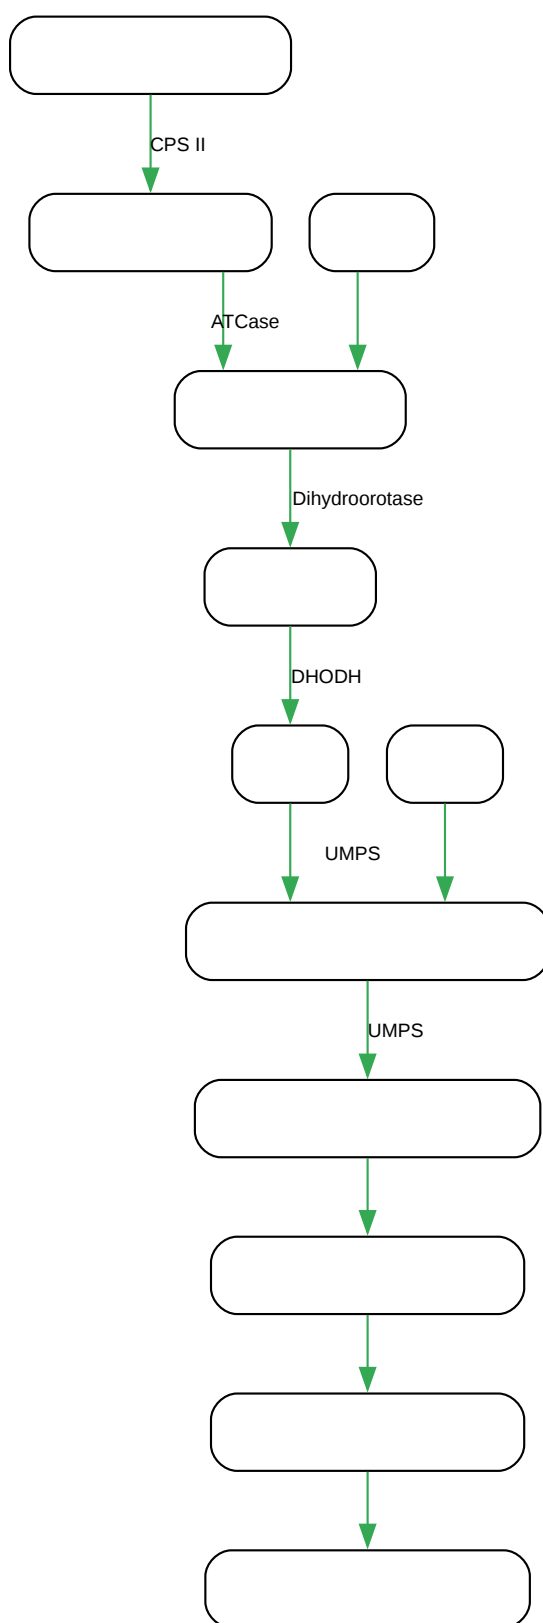 CPS II
ATCase
Dihydroorotase
DHODH
UMPS
UMPS